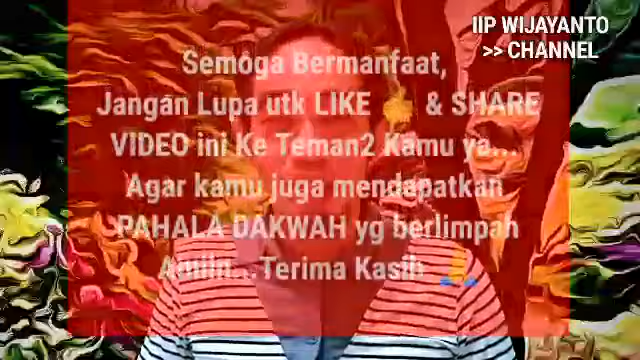 IIP WIJAYANTO
>> CHANNEL
Semoga Bermanfaat,
Jangan Lupa utk LIKE 👍 & SHARE
VIDEO ini Ke Teman2 Kamu ya...
Agar kamu juga mendapatkan
PAHALA DAKWAH yg berlimpah
Amiin...Terima Kasih 🙏